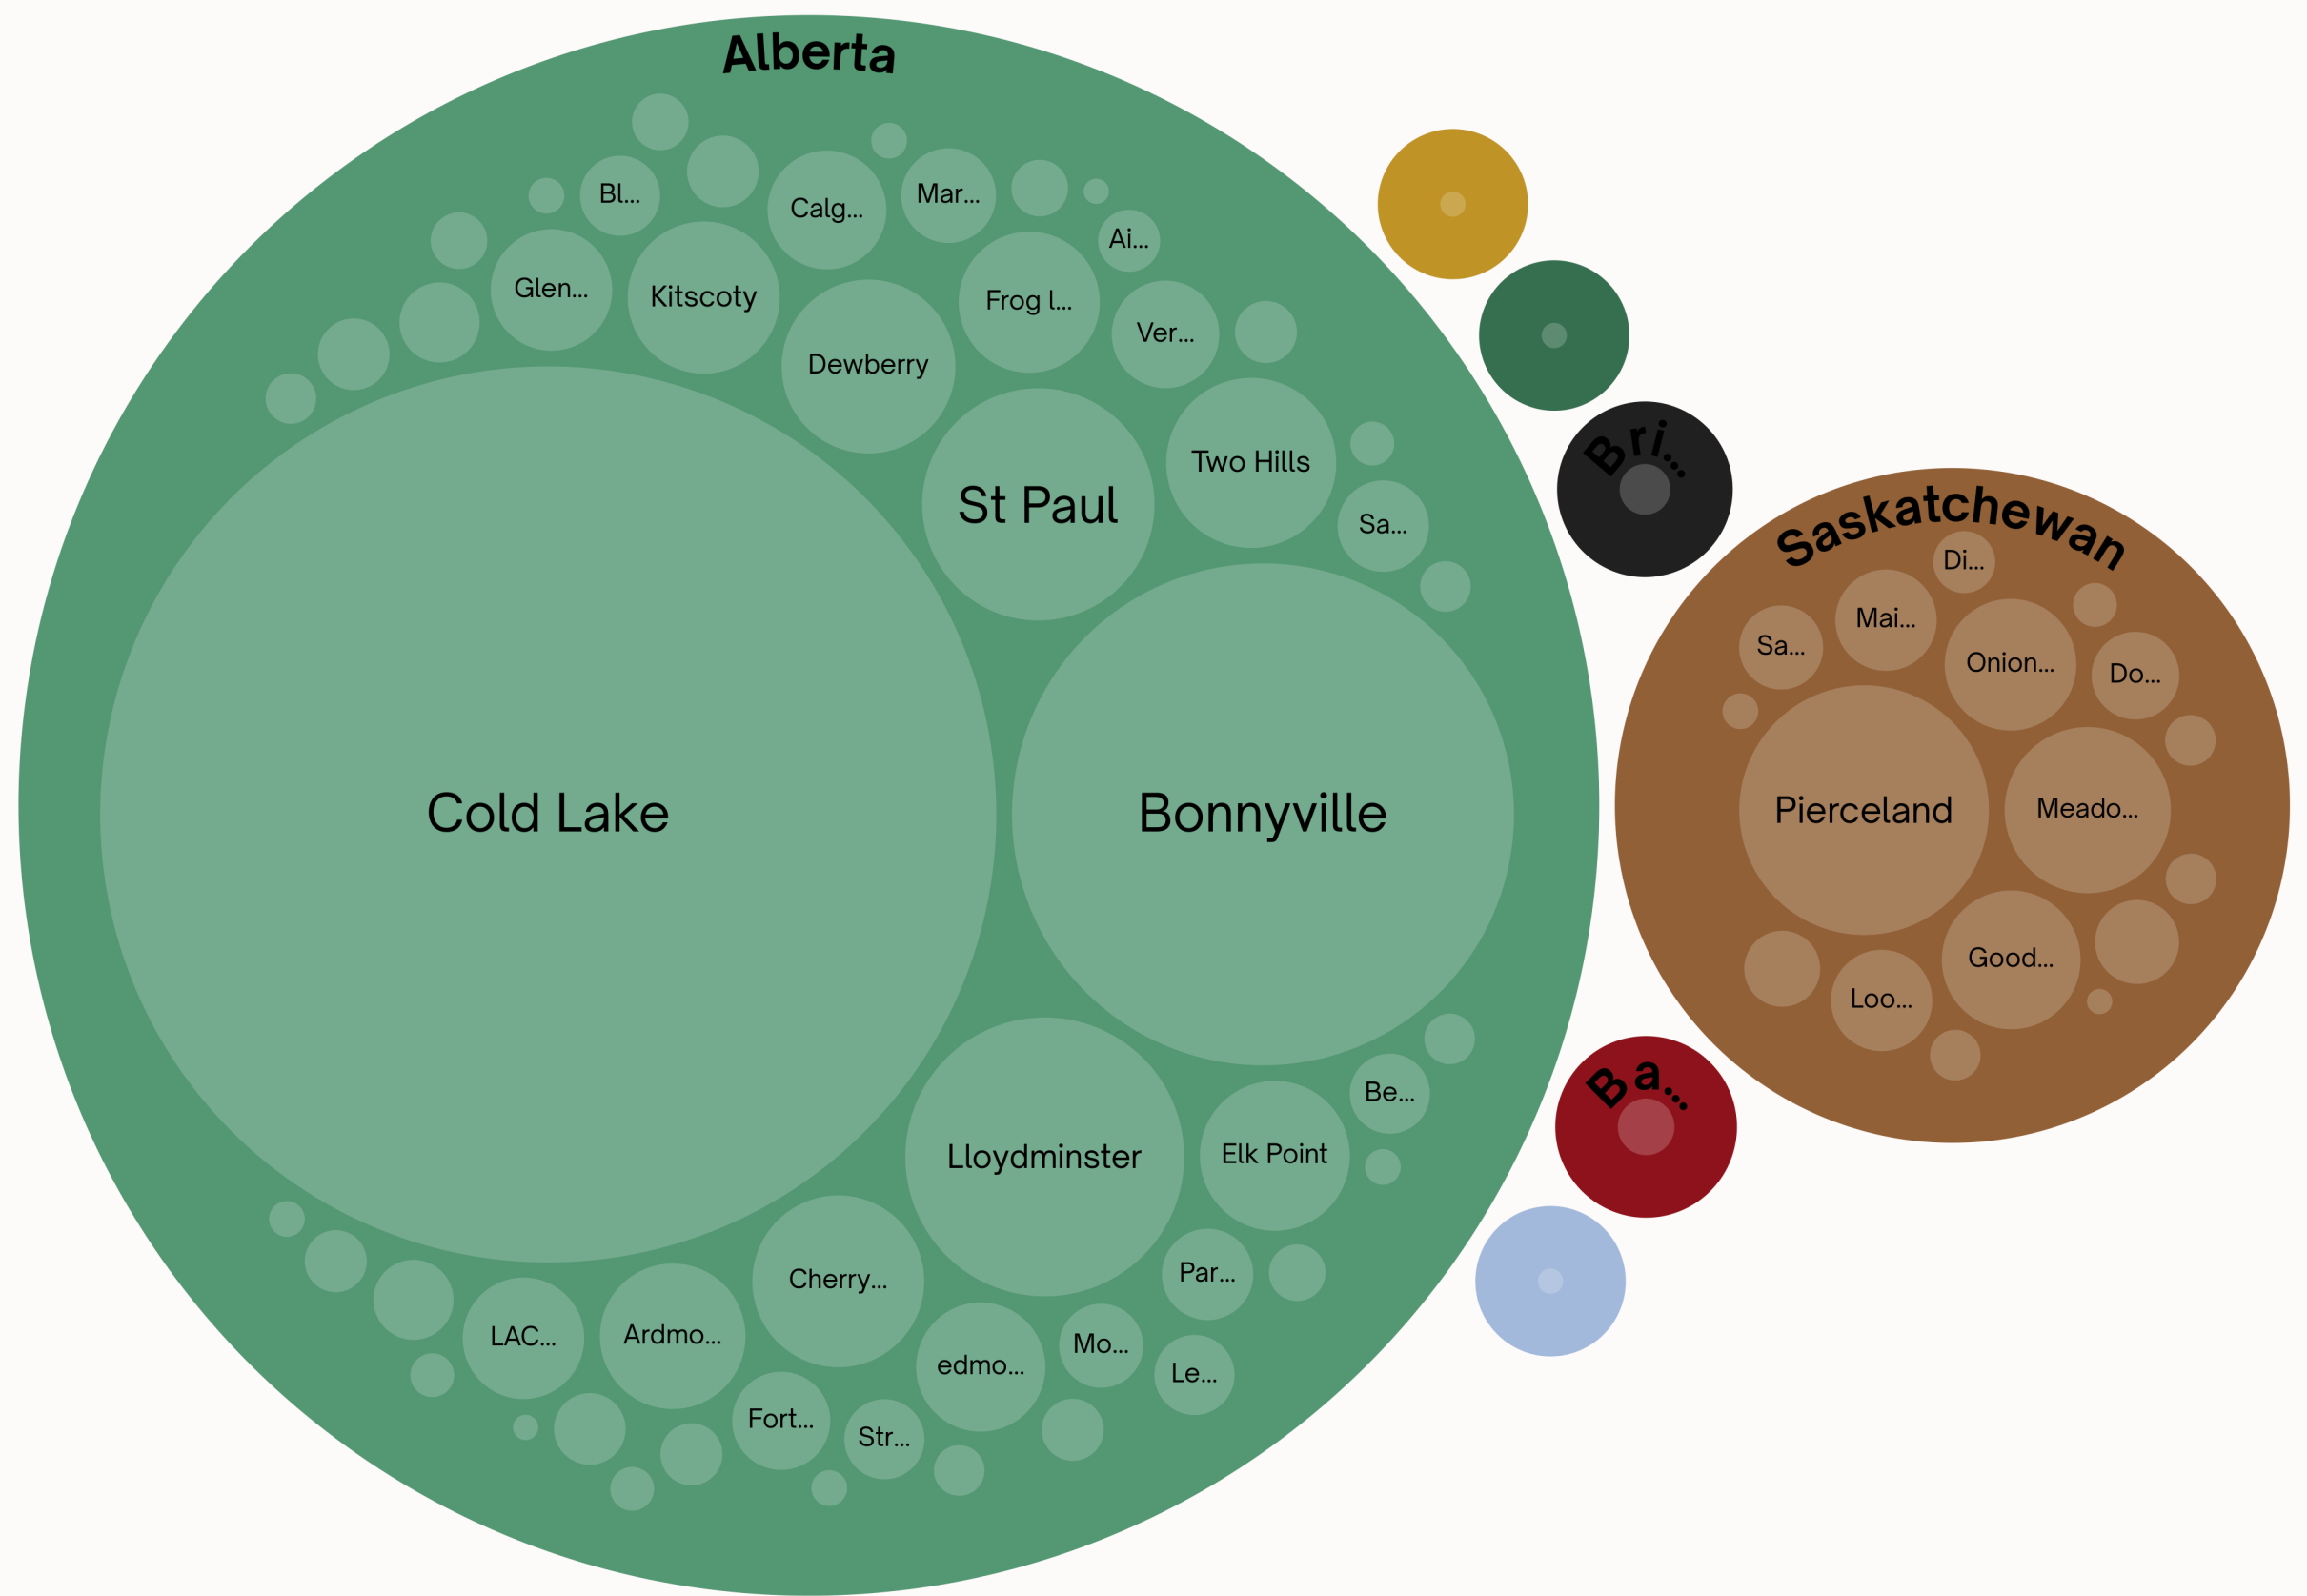 Alberta
Bl...
Calg...
Mar...
Ai...
Glen...
Kitscoty
Frog l...
Ver...
Dewberry
Two Hills
St Paul
Sa...
Bri...
Cold Lake
Bonnyville
Saskatchewan
Di...
Mai...
Sa...
Onion...
Do...
Pierceland
Meado...
Good...
Loo...
Ba...
Be...
Lloydminster
Elk Point
Cherry...
Par...
LAC...
Ardmo...
edmo...
Mo...
Le...
Fort...
Str...